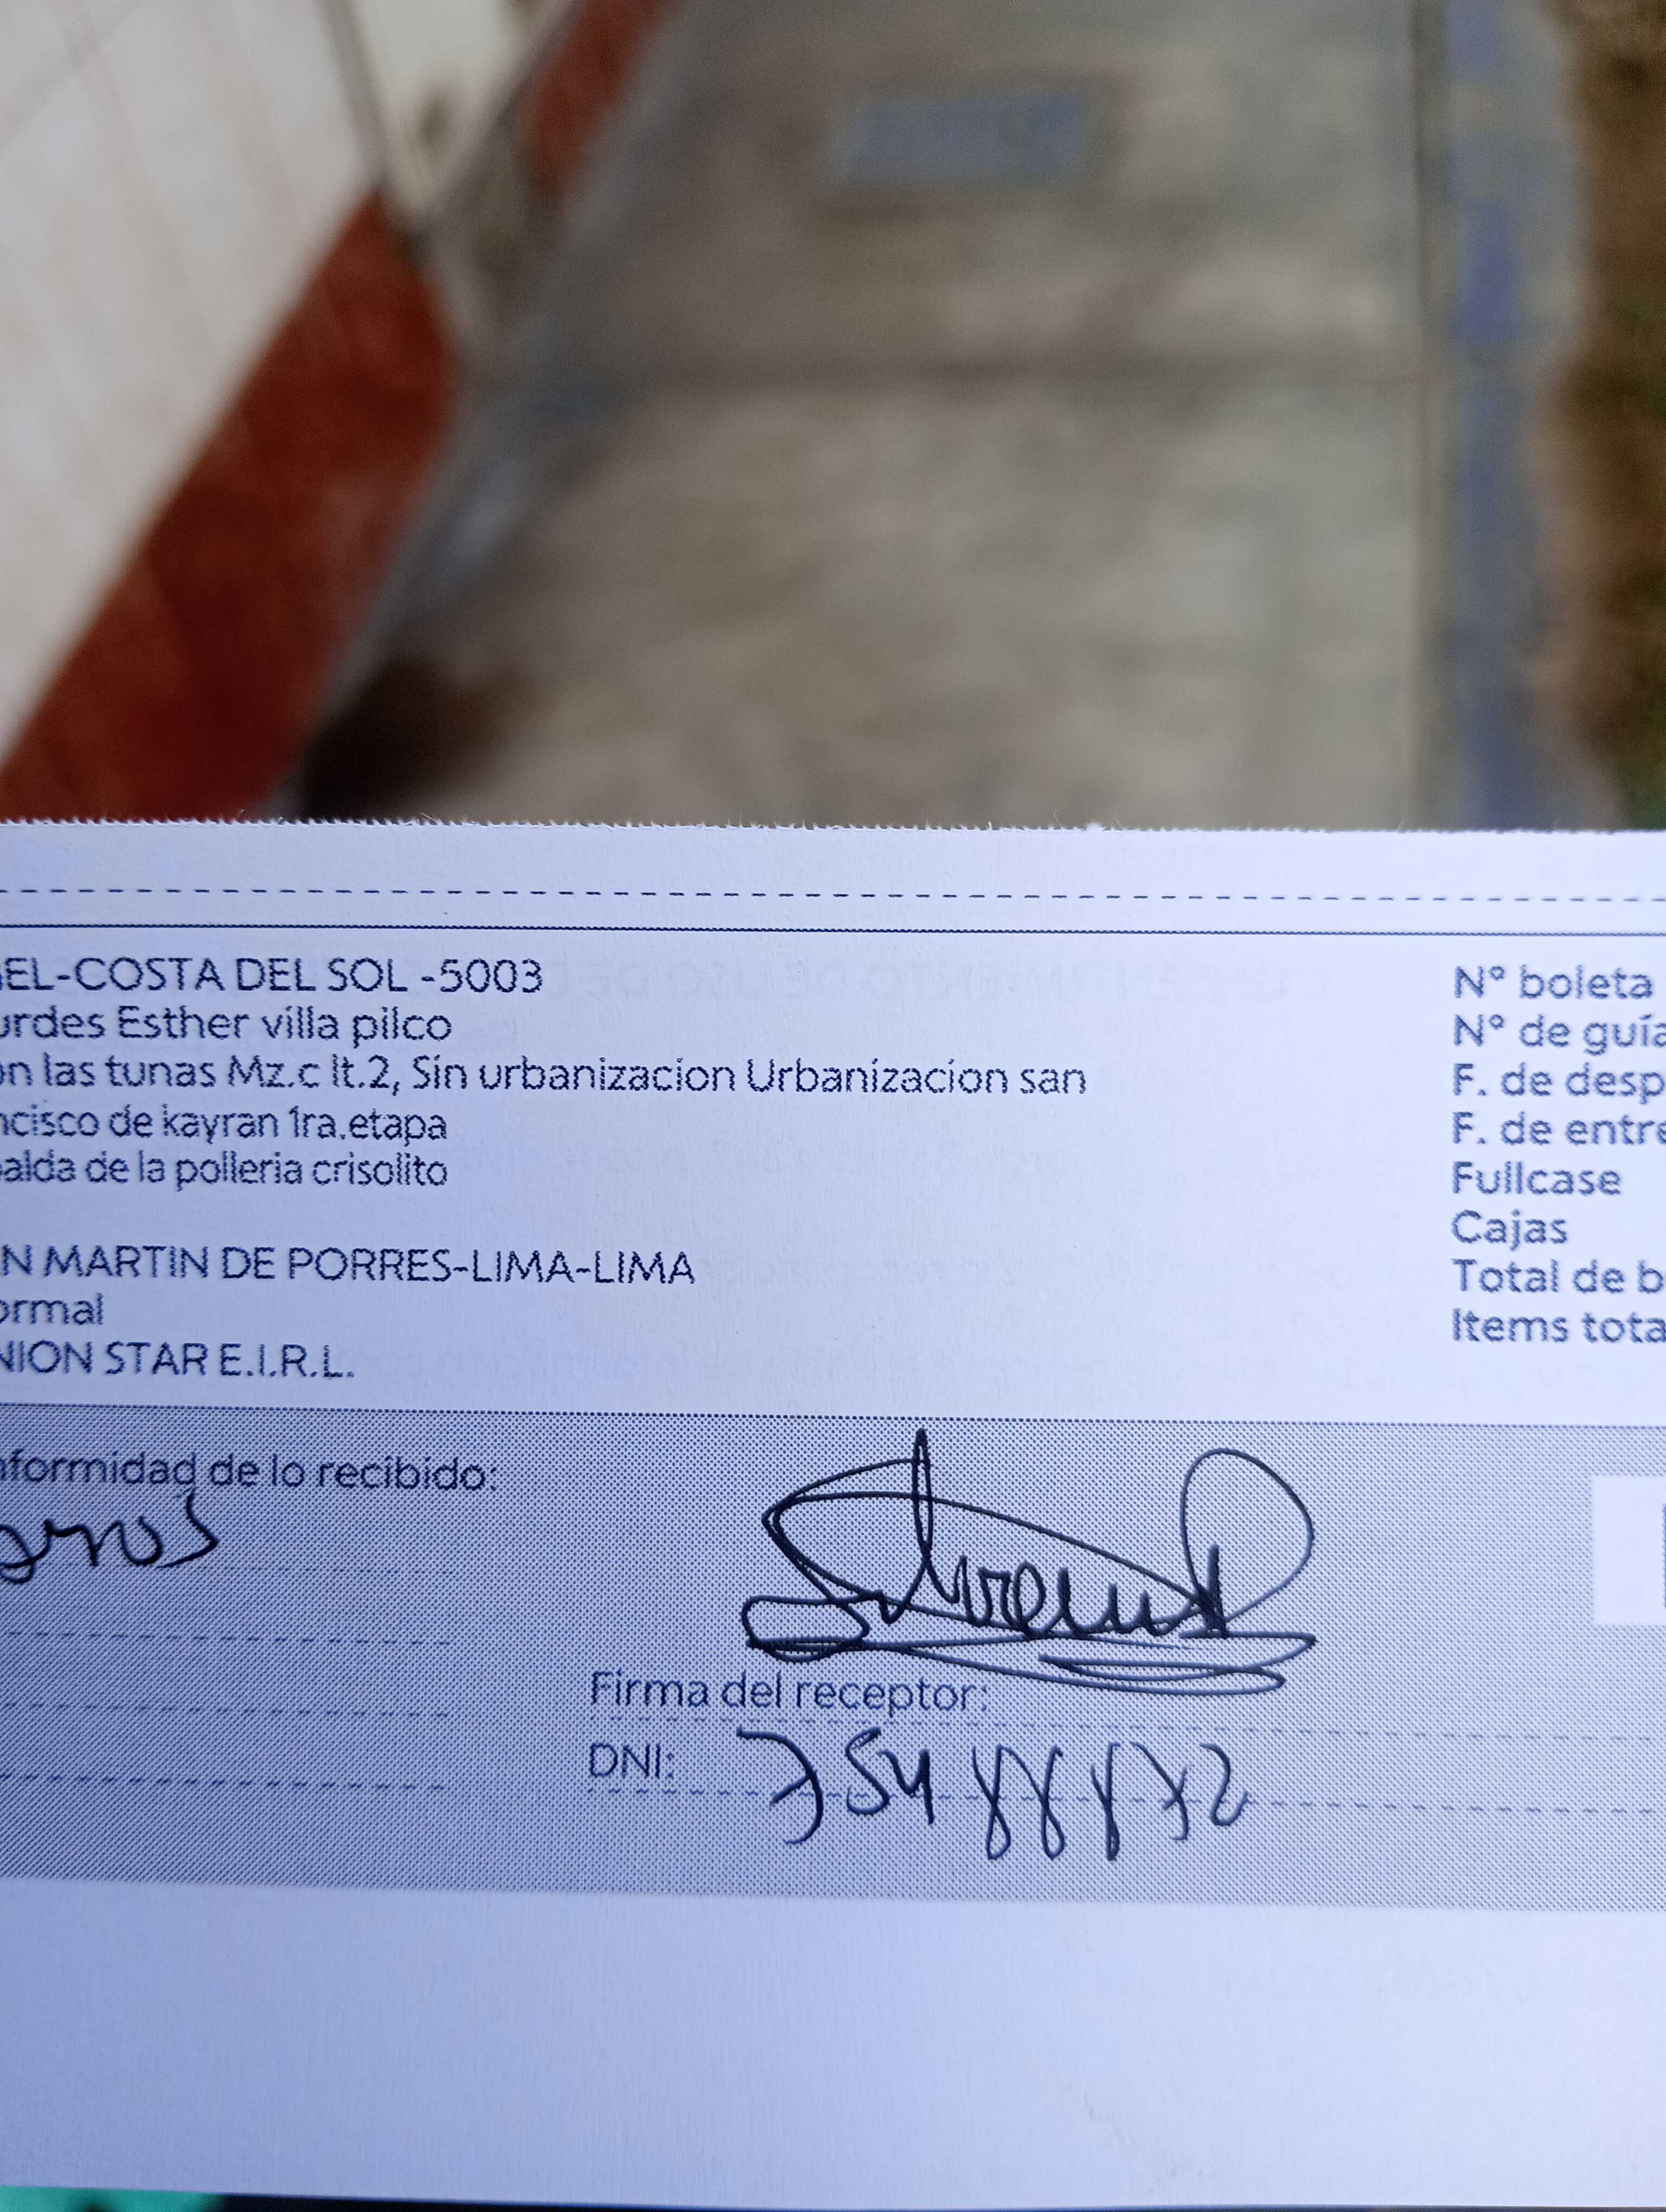 EL-COSTA DEL SOL -5003
urdes Esther villa pilco
on las tunas Mz.c lt.2, Sin urbanizacion Urbanizacion san
ncisco de kayran 1ra.etapa
alda de la polleria crisolito
N MARTIN DE PORRES-LIMA-LIMA
ormal
NION STAR E.I.R.L.
N° boleta
N° de guía
F. de desp
F. de entre
Fullcase
Cajas
Total de b
Items tota
nformidad de lo recibido:
Firma del receptor:
DNI: 75488872